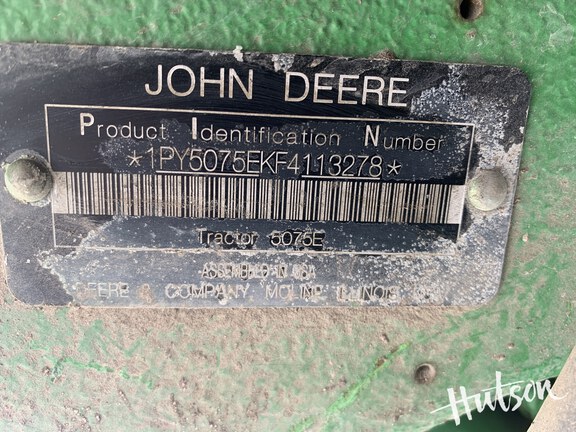 JOHN DEERE
Product Identification Number
*1PY5075EKF4113278*
Tractor 5075E
ASSEMBLED IN USA
DEERE & COMPANY MOLINE ILLINOIS
Hutson